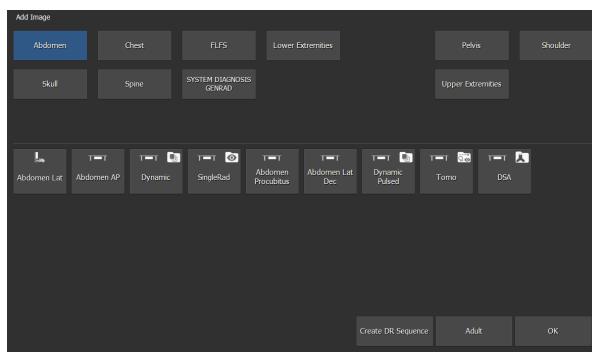 Add Image
Abdomen Chest FLFS Lower Extremities Pelvis Shoulder
Skull Spine SYSTEM DIAGNOSIS GENRAD Upper Extremities
Abdomen Lat Abdomen AP Dynamic SingleRad Abdomen Procubitus Abdomen Lat Dec Dynamic Pulsed Tomo DSA
Create DR Sequence Adult OK